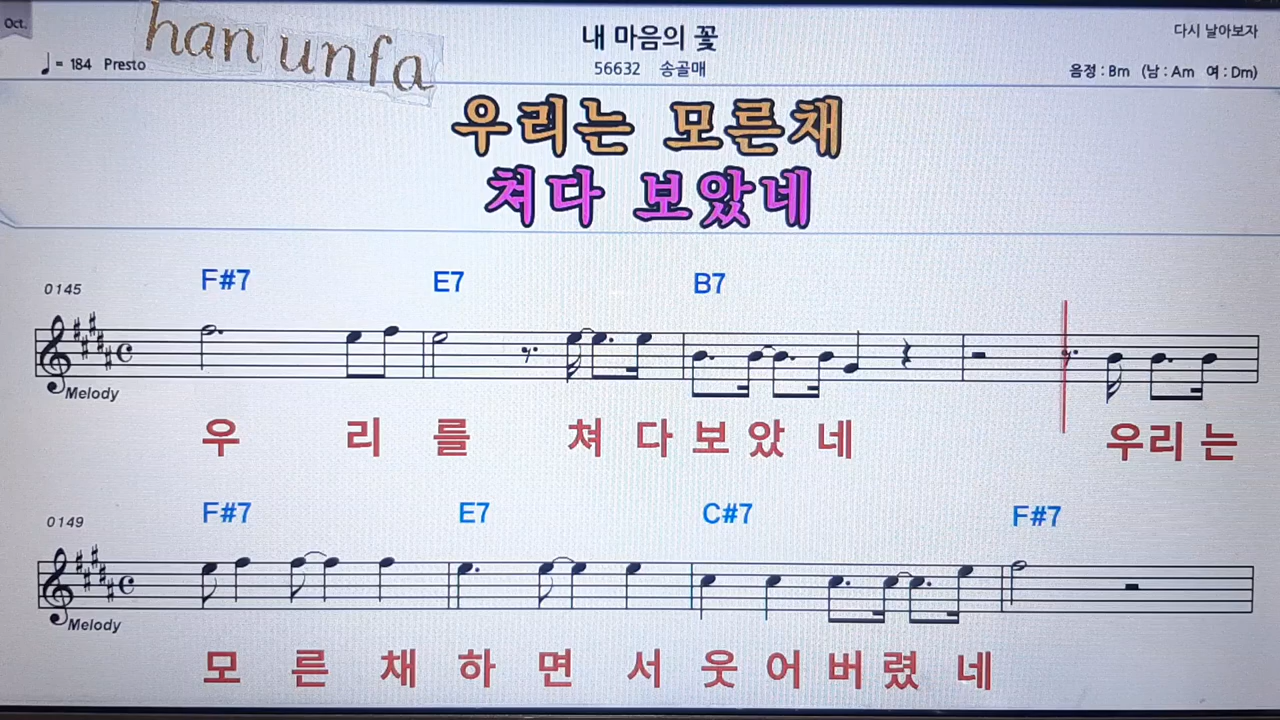 Oct.
han unfa
내 마음의 꽃
다시 날아보자
♩= 184 Presto
56632 송골매
음정 : Bm (남 : Am 여 : Dm)
우리는 모른채
쳐다 보았네
0145
F#7 E7 B7
Melody
우 리 를 쳐 다 보 았 네 우리 는
0149
F#7 E7 C#7 F#7
Melody
모 른 채 하 면 서 웃 어 버 렸 네